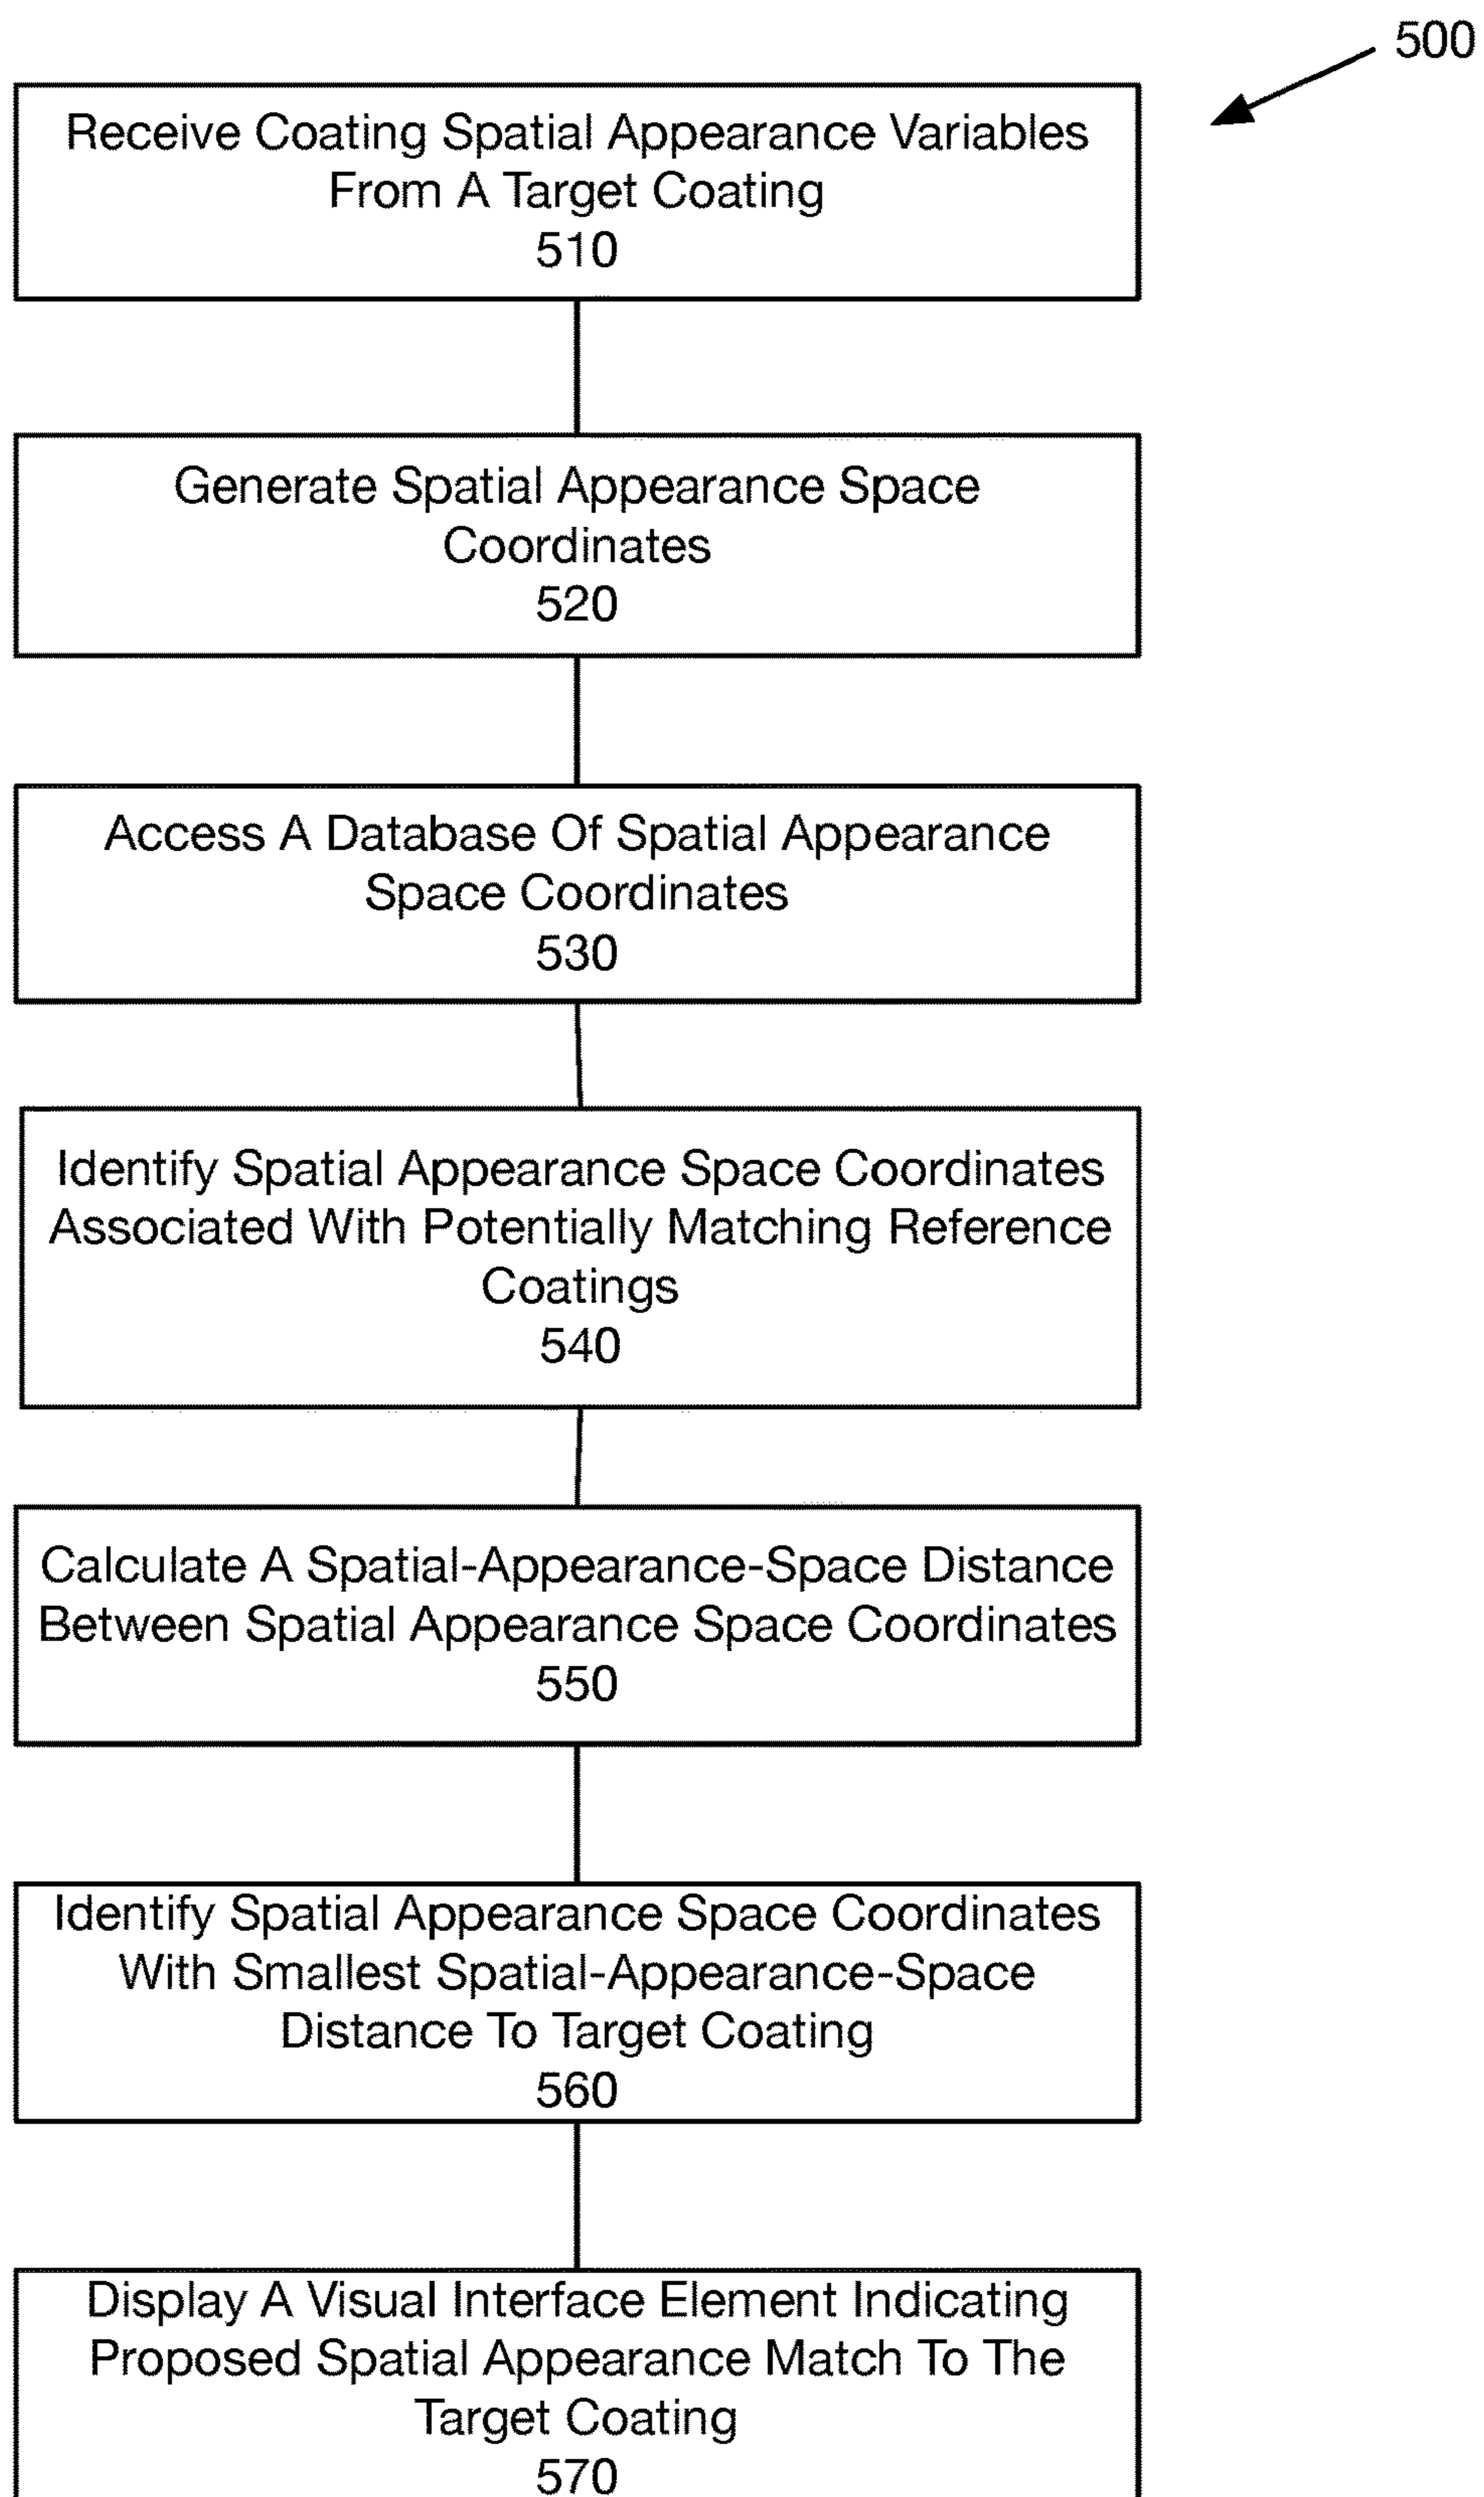 500
Receive Coating Spatial Appearance Variables
From A Target Coating
510
Generate Spatial Appearance Space
Coordinates
520
Access A Database Of Spatial Appearance
Space Coordinates
530
Identify Spatial Appearance Space Coordinates
Associated With Potentially Matching Reference
Coatings
540
Calculate A Spatial-Appearance-Space Distance
Between Spatial Appearance Space Coordinates
550
Identify Spatial Appearance Space Coordinates
With Smallest Spatial-Appearance-Space
Distance To Target Coating
560
Display A Visual Interface Element Indicating
Proposed Spatial Appearance Match To The
Target Coating
570